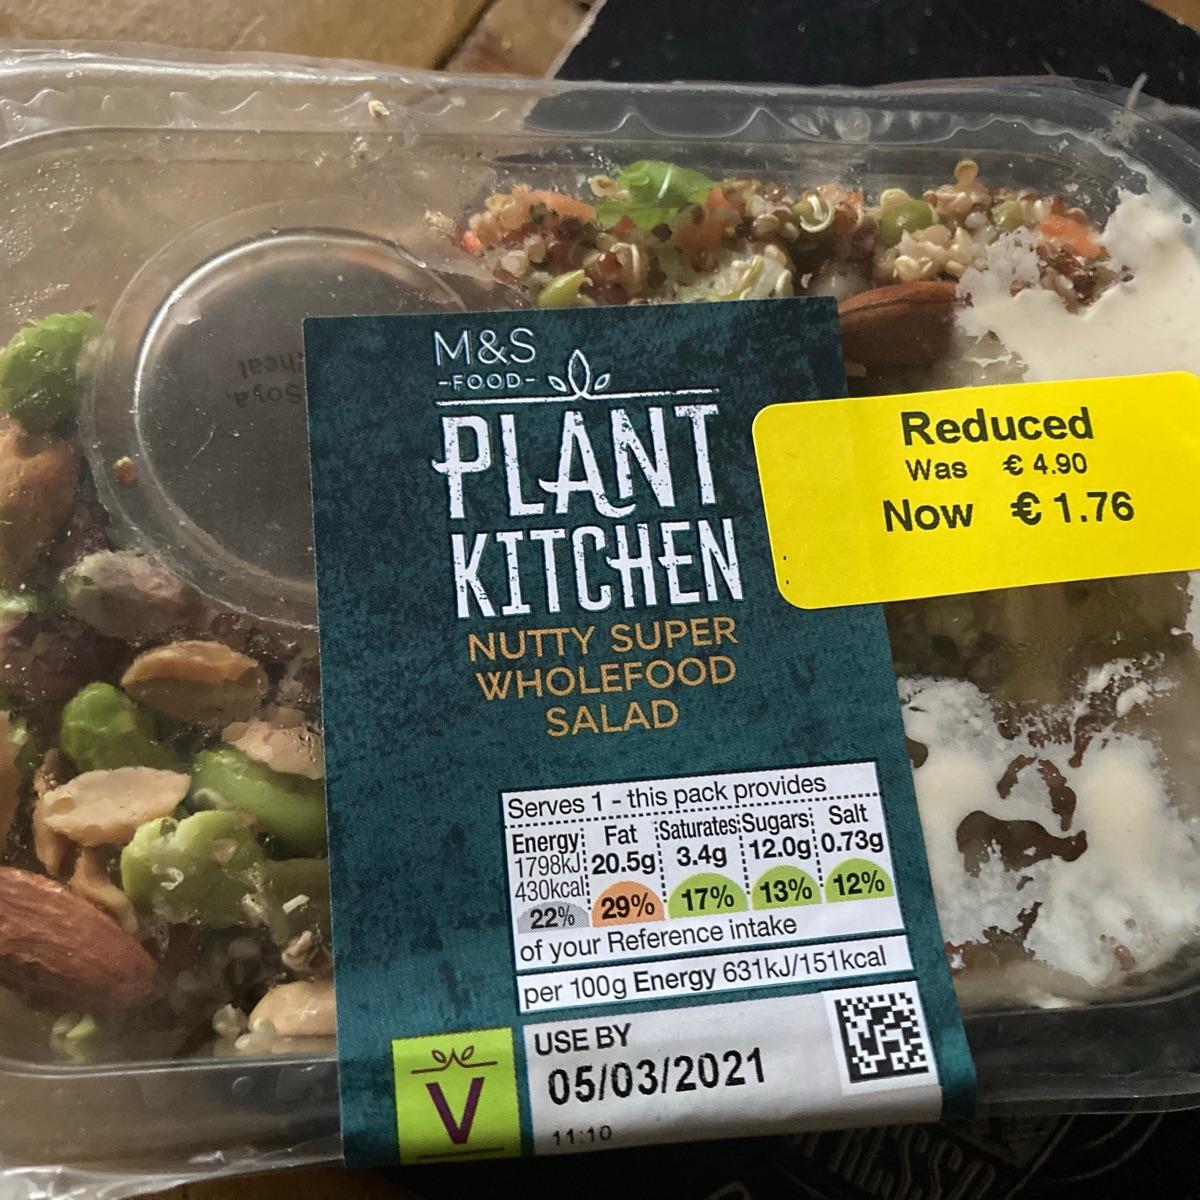 M&S
-FOOD-
PLANT
KITCHEN
NUTTY SUPER
WHOLEFOOD
SALAD
Reduced
Was € 4.90
Now € 1.76
Serves 1 - this pack provides
Energy Fat Saturates Sugars Salt
1798kJ 20.5g 3.4g 12.0g 0.73g
430kcal
22% 29% 17% 13% 12%
of your Reference intake
per 100g Energy 631kJ/151kcal
V
USE BY
05/03/2021
11:10
Soya,